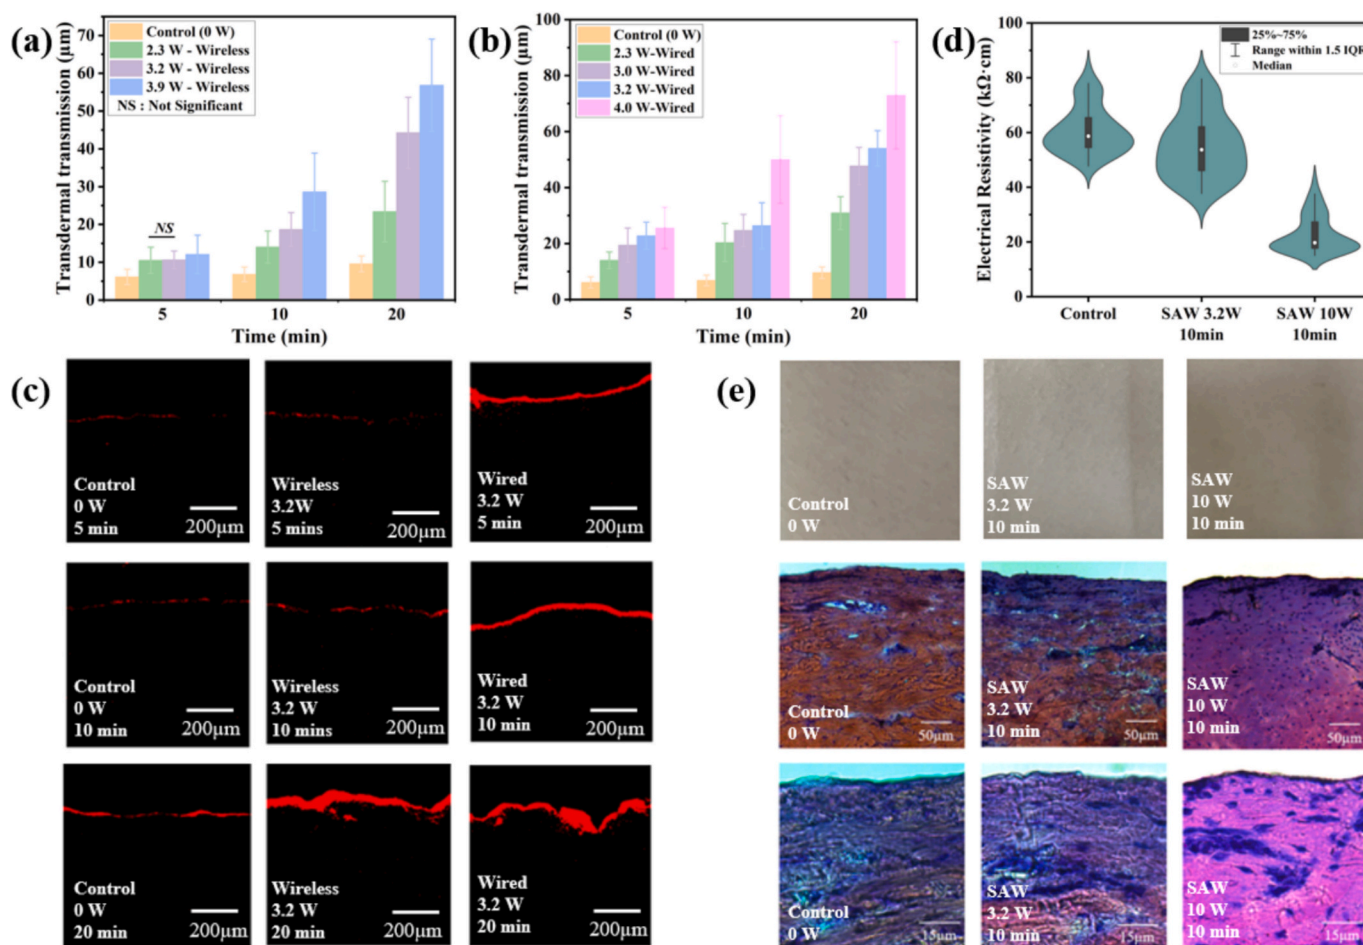 (a)
Transdermal transmission (μm)
70
60
50
40
30
20
10
0
Control (0 W)
2.3 W - Wireless
3.2 W - Wireless
3.9 W - Wireless
NS : Not Significant
NS
5
10
20
Time (min)
(b)
Transdermal transmission (μm)
100
80
60
40
20
0
Control (0 W)
2.3 W-Wired
3.0 W-Wired
3.2 W-Wired
4.0 W-Wired
5
10
20
Time (min)
(d)
Electrical Resistivity (kΩ·cm)
100
80
60
40
20
0
25%~75%
Range within 1.5 IQR
Median
Control
SAW 3.2W
10min
SAW 10W
10min
(c)
Control
0 W
5 min
200μm
Wireless
3.2W
5 mins
200μm
Wired
3.2 W
5 min
200μm
Control
0 W
10 min
200μm
Wireless
3.2 W
10 mins
200μm
Wired
3.2 W
10 min
200μm
Control
0 W
20 min
200μm
Wireless
3.2 W
20 min
200μm
Wired
3.2 W
20 min
200μm
(e)
Control
0 W
SAW
3.2 W
10 min
SAW
10 W
10 min
Control
0 W
50μm
SAW
3.2 W
10 min
50μm
SAW
10 W
10 min
50μm
Control
0 W
15μm
SAW
3.2 W
10 min
15μm
SAW
10 W
10 min
15μm